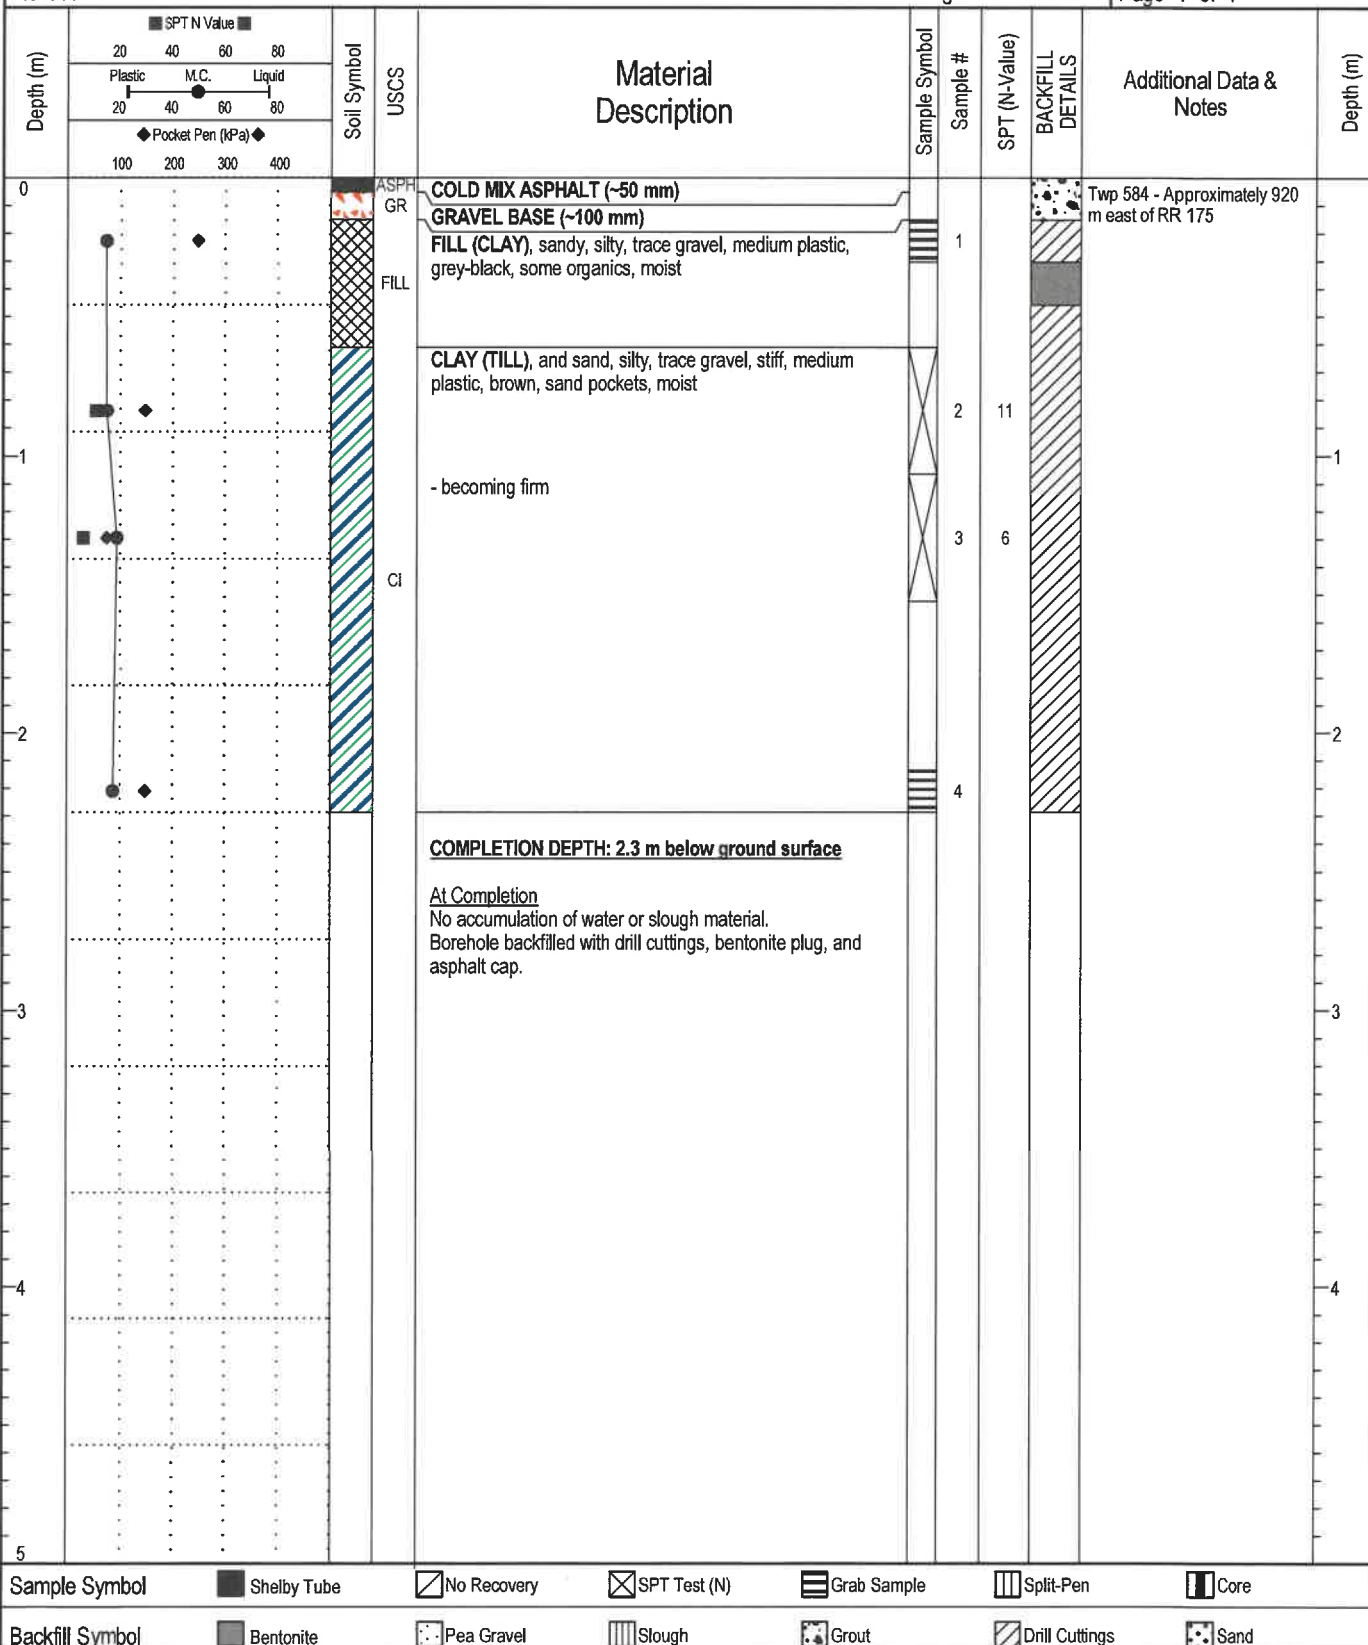 SPT N Value
20 40 60 80
Plastic M.C. Liquid
20 40 60 80
Pocket Pen (kPa)
100 200 300 400
Depth (m)
Soil Symbol
USCS
Material
Description
Sample Symbol
Sample #
SPT (N-Value)
BACKFILL
DETAILS
Additional Data &
Notes
Depth (m)
0
ASPH
COLD MIX ASPHALT (~50 mm)
Twp 584 - Approximately 920
m east of RR 175
GR
GRAVEL BASE (~100 mm)
FILL (CLAY), sandy, silty, trace gravel, medium plastic,
grey-black, some organics, moist
1
FILL
CLAY (TILL), and sand, silty, trace gravel, stiff, medium
plastic, brown, sand pockets, moist
2 11
1 1
- becoming firm
3 6
CI
2 2
4
COMPLETION DEPTH: 2.3 m below ground surface
At Completion
No accumulation of water or slough material.
Borehole backfilled with drill cuttings, bentonite plug, and
asphalt cap.
3 3
4 4
5
Sample Symbol Shelby Tube No Recovery SPT Test (N) Grab Sample Split-Pen Core
Backfill Symbol Bentonite Pea Gravel Slough Grout Drill Cuttings Sand